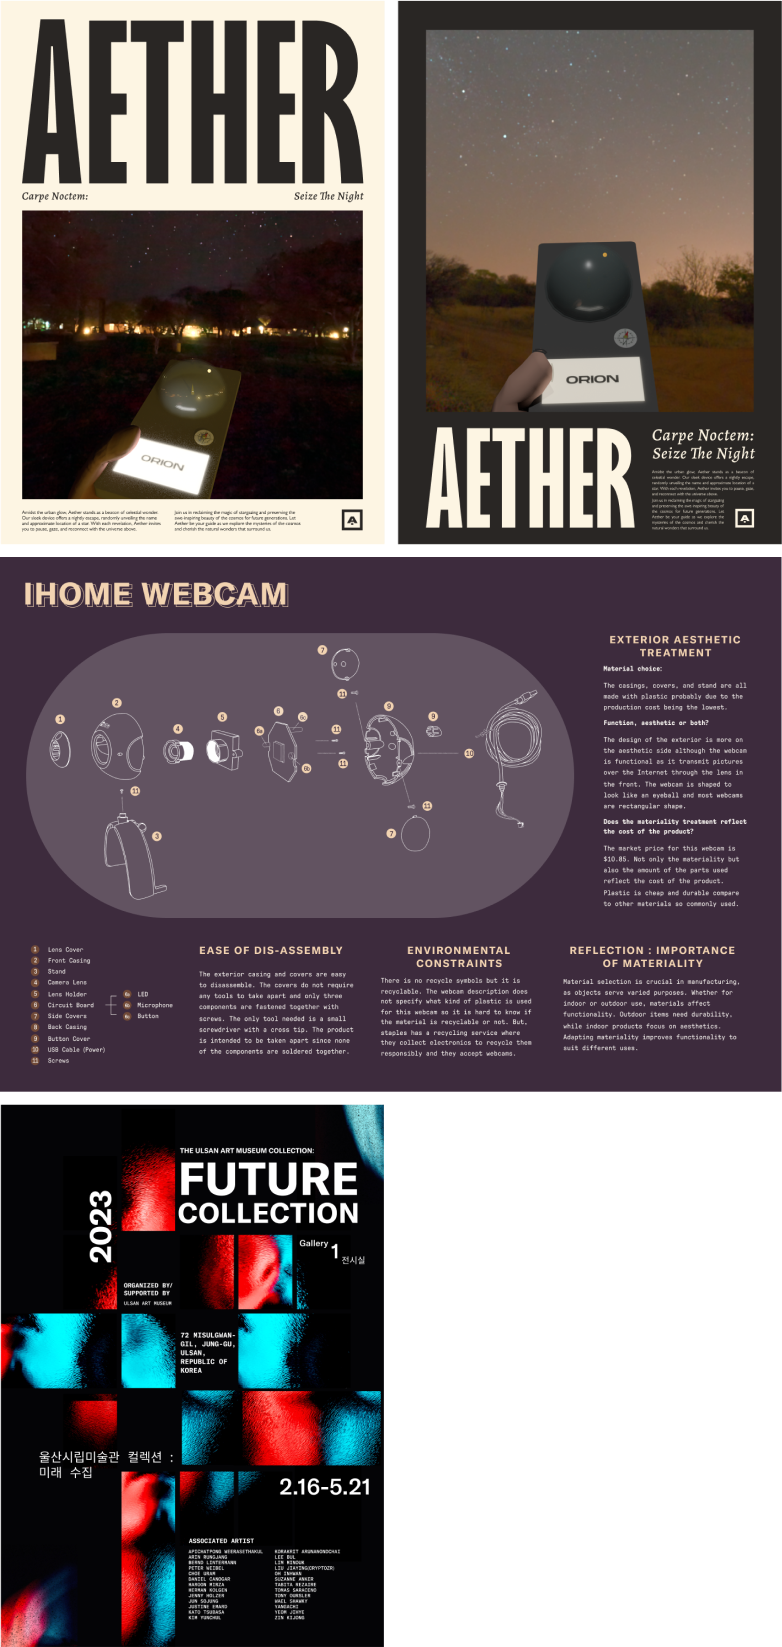 AETHER
Carpe Noctem:
Seize The Night
ORION
Amidst the urban glow, Aether stands as a beacon of celestial wonder.
Our sleek device offers a nightly escape, randomly unveiling the name
and approximate location of a star. With each revelation, Aether invites
you to pause, gaze, and reconnect with the universe above.
Join us in reclaiming the magic of stargazing and preserving the
awe-inspiring beauty of the cosmos for future generations. Let
Aether be your guide as we explore the mysteries of the cosmos
and cherish the natural wonders that surround us.
ORION
AETHER
Carpe Noctem:
Seize The Night
Amidst the urban glow, Aether stands as a beacon of
celestial wonder. Our sleek device offers a nightly escape,
randomly unveiling the name and approximate location of a
star. With each revelation, Aether invites you to pause, gaze,
and reconnect with the universe above.
Join us in reclaiming the magic of stargazing
and preserving the awe-inspiring beauty of
the cosmos for future generations. Let
Aether be your guide as we explore the
mysteries of the cosmos and cherish the
natural wonders that surround us.
IHOME WEBCAM
1
2
3
4
5
6
6a
6c
6b
7
11
11
11
11
9
9
10
11
7
EXTERIOR AESTHETIC
TREATMENT
Material choice:
The casings, covers, and stand are all
made with plastic probably due to the
production cost being the lowest.
Function, aesthetic or both?
The design of the exterior is more on
the aesthetic side although the webcam
is functional as it transmit pictures
over the Internet through the lens in
the front. The webcam is shaped to
look like an eyeball and most webcams
are rectangular shape.
Does the materiality treatment reflect
the cost of the product?
The market price for this webcam is
$10.85. Not only the materiality but
also the amount of the parts used
reflect the cost of the product.
Plastic is cheap and durable compare
to other materials so commonly used.
1 Lens Cover
2 Front Casing
3 Stand
4 Camera Lens
5 Lens Holder
6 Circuit Board
7 Side Covers
8 Back Casing
9 Button Cover
10 USB Cable (Power)
11 Screws
LED
Microphone
Button
EASE OF DIS-ASSEMBLY
The exterior casing and covers are easy
to disassemble. The covers do not require
any tools to take apart and only three
components are fastened together with
screws. The only tool needed is a small
screwdriver with a cross tip. The product
is intended to be taken apart since none
of the components are soldered together.
ENVIRONMENTAL
CONSTRAINTS
There is no recycle symbols but it is
recyclable. The webcam description does
not specify what kind of plastic is used
for this webcam so it is hard to know if
the material is recyclable or not. But,
staples has a recycling service where
they collect electronics to recycle them
responsibly and they accept webcams.
REFLECTION : IMPORTANCE
OF MATERIALITY
Material selection is crucial in manufacturing,
as objects serve varied purposes. Whether for
indoor or outdoor use, materials affect
functionality. Outdoor items need durability,
while indoor products focus on aesthetics.
Adapting materiality improves functionality to
suit different uses.
THE ULSAN ART MUSEUM COLLECTION:
FUTURE
COLLECTION
2023
Gallery 1 전시실
ORGANIZED BY/
SUPPORTED BY
ULSAN ART MUSEUM
72 MISULGWAN-
GIL, JUNG-GU,
ULSAN,
REPUBLIC OF
KOREA
울산시립미술관 컬렉션 :
미래 수집
2.16-5.21
ASSOCIATED ARTIST
APICHATPONG WEERASETHAKUL
ARIN RUNGJANG
BERND LINTERMANN
PETER WEIBEL
CHOE URAM
DANIEL CANOGAR
HAROON MIRZA
HERMAN KOLGEN
JENNY HOLZER
JUN SOJUNG
JUSTINE EMARD
KATO TSUBASA
KIM YUNCHUL
KORAKRIT ARUNANONDCHAI
LEE BUL
LIM MINOUK
LIU JIAYING(CRYPTOZR)
OH INHWAN
SUZANNE ANKER
TABITA REZAIRE
TOMAS SARACENO
TONY OURSLER
WAEL SHAWKY
YANGACHI
YEOM JIHYE
ZIN KIJONG